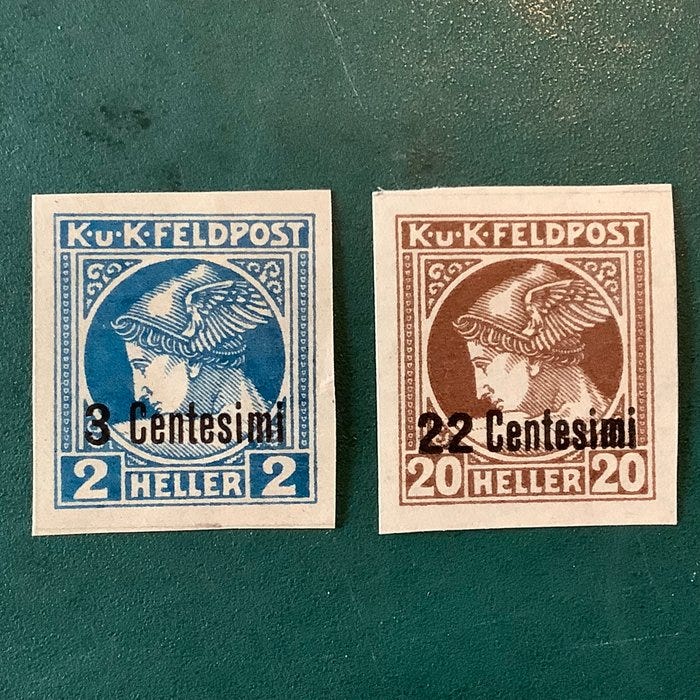 K·u·K·FELDPOST
3 Centesimi
2 HELLER 2
K·u·K·FELDPOST
22 Centesimi
20 HELLER 20